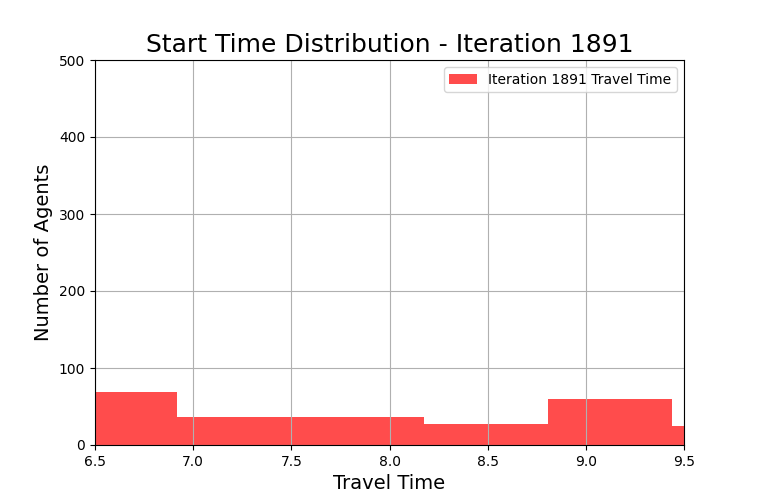 Start Time Distribution - Iteration 1891
Iteration 1891 Travel Time
Number of Agents
500
400
300
200
100
0
6.5 7.0 7.5 8.0 8.5 9.0 9.5
Travel Time